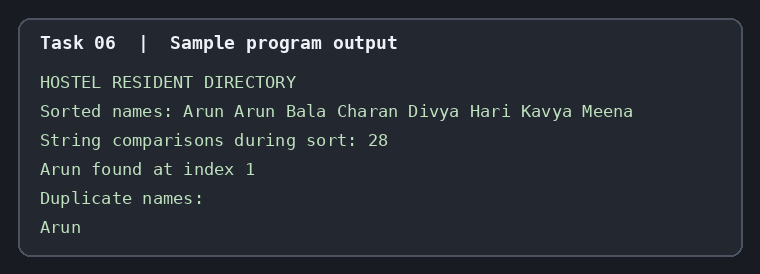 Task 06  |  Sample program output
HOSTEL RESIDENT DIRECTORY
Sorted names: Arun Arun Bala Charan Divya Hari Kavya Meena
String comparisons during sort: 28
Arun found at index 1
Duplicate names:
Arun